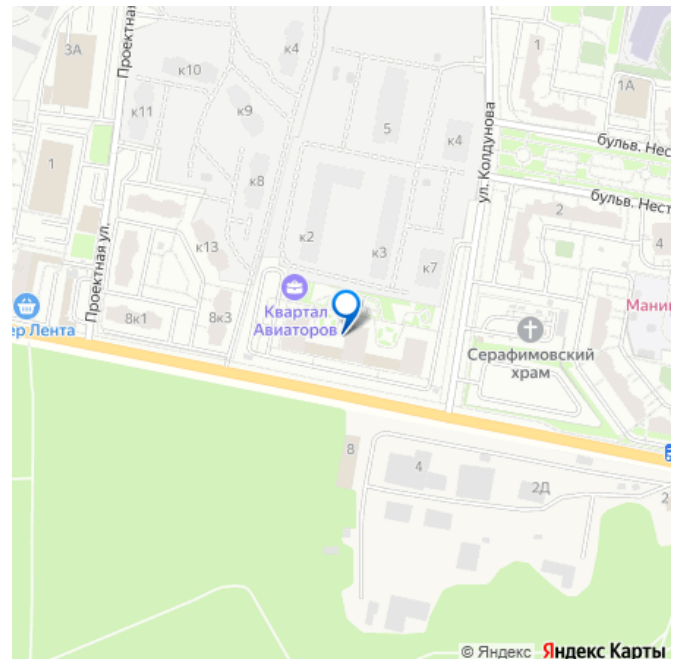 3А
Проектная
к10
к4
1
1А
к11
к9
5
к4
ул. Колдунова
бульв. Нес
1
к8
бульв. Нест
2
Проектная ул.
к13
к2
к3
к7
4
Квартал
Авиаторов
Мани
ер Лента
8к1
8к3
Серафимовский
храм
8
4
2Д
2
© Яндекс Яндекс Карты